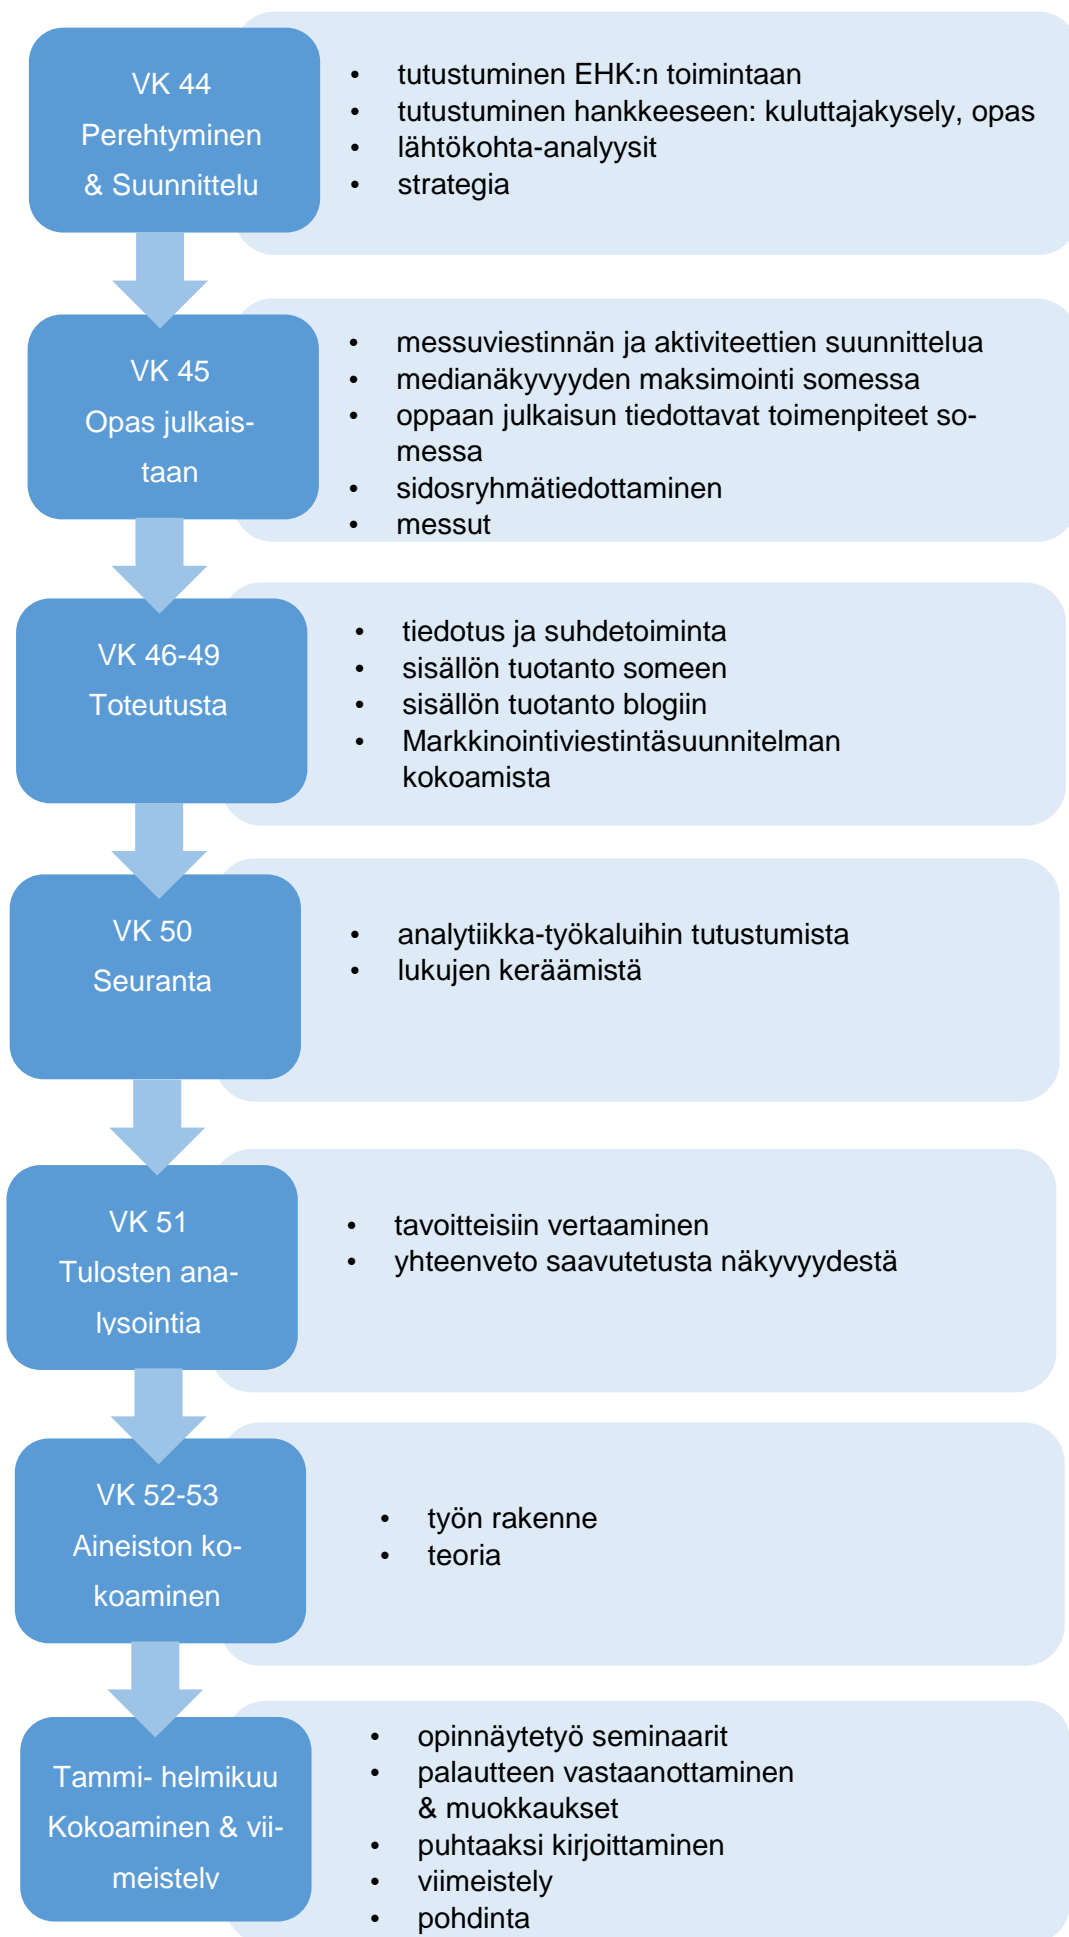 VK 44
Perehtyminen
& Suunnittelu
• tutustuminen EHK:n toimintaan
• tutustuminen hankkeeseen: kuluttajakysely, opas
• lähtökohta-analyysit
• strategia
VK 45
Opas julkais-
taan
• messuviestinnän ja aktiviteettien suunnittelua
• medianäkyvyyden maksimointi somessa
• oppaan julkaisun tiedottavat toimenpiteet so-
messa
• sidosryhmätiedottaminen
• messut
VK 46-49
Toteutusta
• tiedotus ja suhdetoiminta
• sisällön tuotanto someen
• sisällön tuotanto blogiin
• Markkinointiviestintäsuunnitelman
kokoamista
VK 50
Seuranta
• analytiikka-työkaluihin tutustumista
• lukujen keräämistä
VK 51
Tulosten ana-
lysointia
• tavoitteisiin vertaaminen
• yhteenveto saavutetusta näkyvyydestä
VK 52-53
Aineiston ko-
koaminen
• työn rakenne
• teoria
Tammi- helmikuu
Kokoaminen & vii-
meistely
• opinnäytetyö seminaarit
• palautteen vastaanottaminen
& muokkaukset
• puhtaaksi kirjoittaminen
• viimeistely
• pohdinta